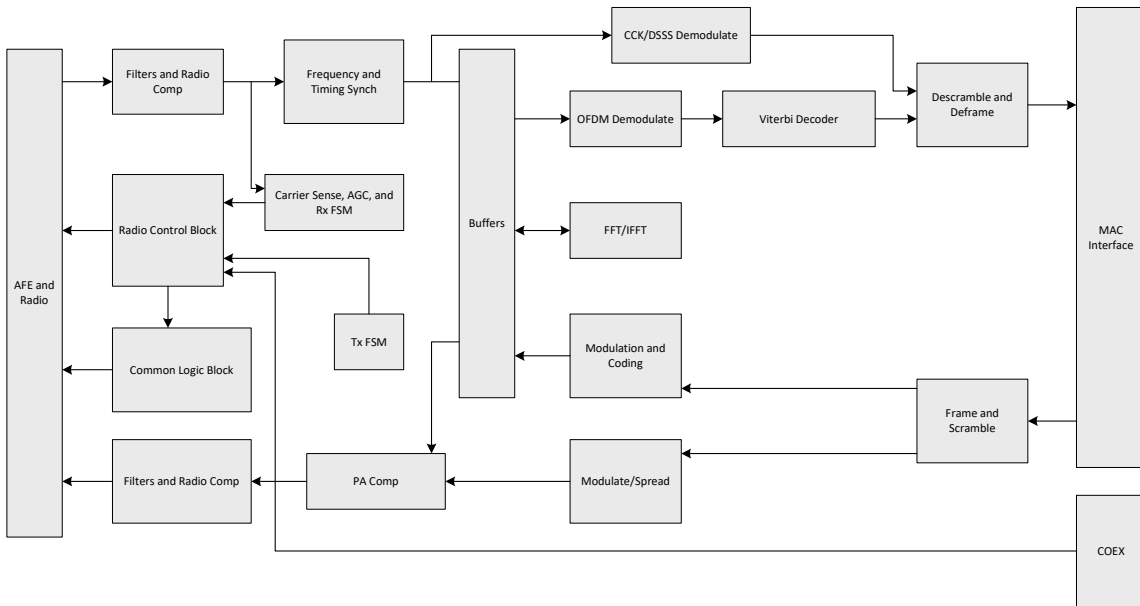 CCK/DSSS Demodulate
Filters and Radio
Comp
Frequency and
Timing Synch
Descramble and
Deframe
OFDM Demodulate
Viterbi Decoder
Carrier Sense, AGC, and
Rx FSM
Radio Control Block
Buffers
FFT/IFFT
MAC
Interface
AFE and
Radio
Tx FSM
Modulation and
Coding
Common Logic Block
Frame and
Scramble
Filters and Radio Comp
PA Comp
Modulate/Spread
COEX